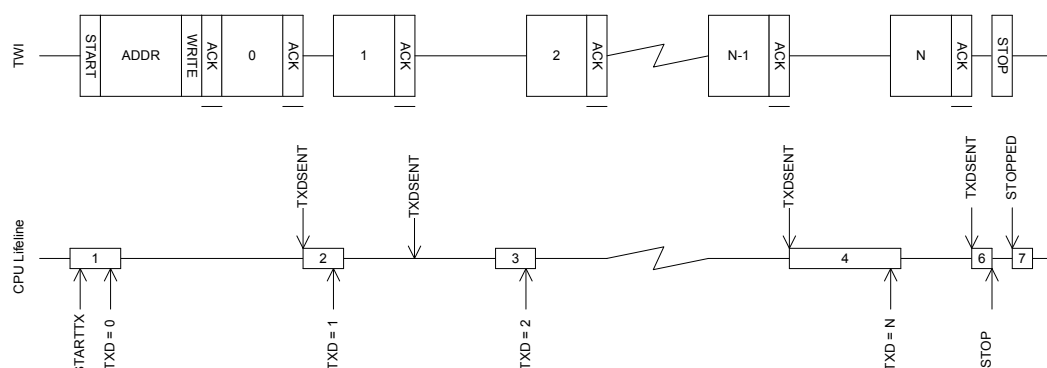 TWI
START
ADDR
WRITE
ACK
0
ACK
1
ACK
2
ACK
N-1
ACK
N
ACK
STOP
CPU Lifeline
TXDSENT
TXDSENT
TXDSENT
TXDSENT
STOPPED
1
2
3
4
6
7
STARTTX
TXD = 0
TXD = 1
TXD = 2
TXD = N
STOP